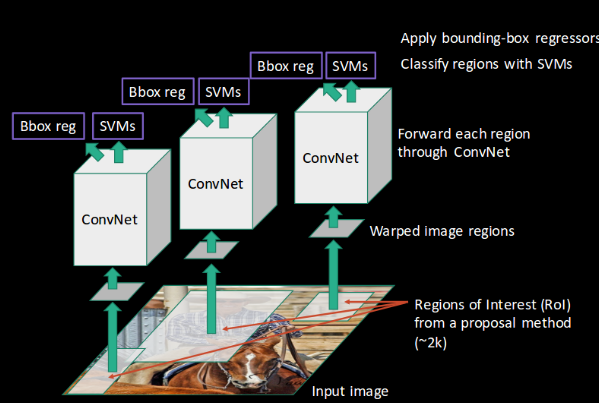 Apply bounding-box regressors
Bbox reg SVMs
Classify regions with SVMs
Bbox reg SVMs
Bbox reg SVMs
Forward each region
through ConvNet
ConvNet
ConvNet
ConvNet
Warped image regions
Regions of Interest (RoI)
from a proposal method
(~2k)
Input image